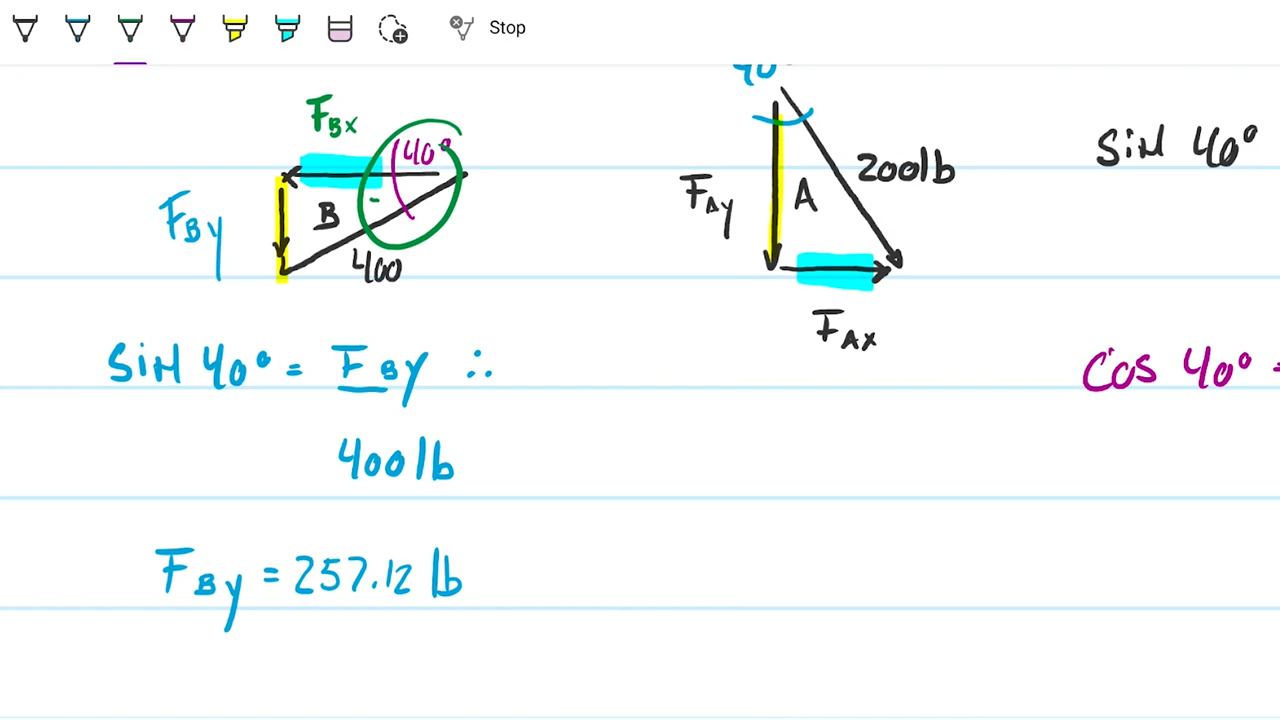 Stop
40°
F_Bx
40°
F_By
B
400
F_Ay
A
200lb
F_Ax
Sin 40°
Sin 40° = F_By ∴
400lb
Cos 40° =
F_By = 257.12 lb